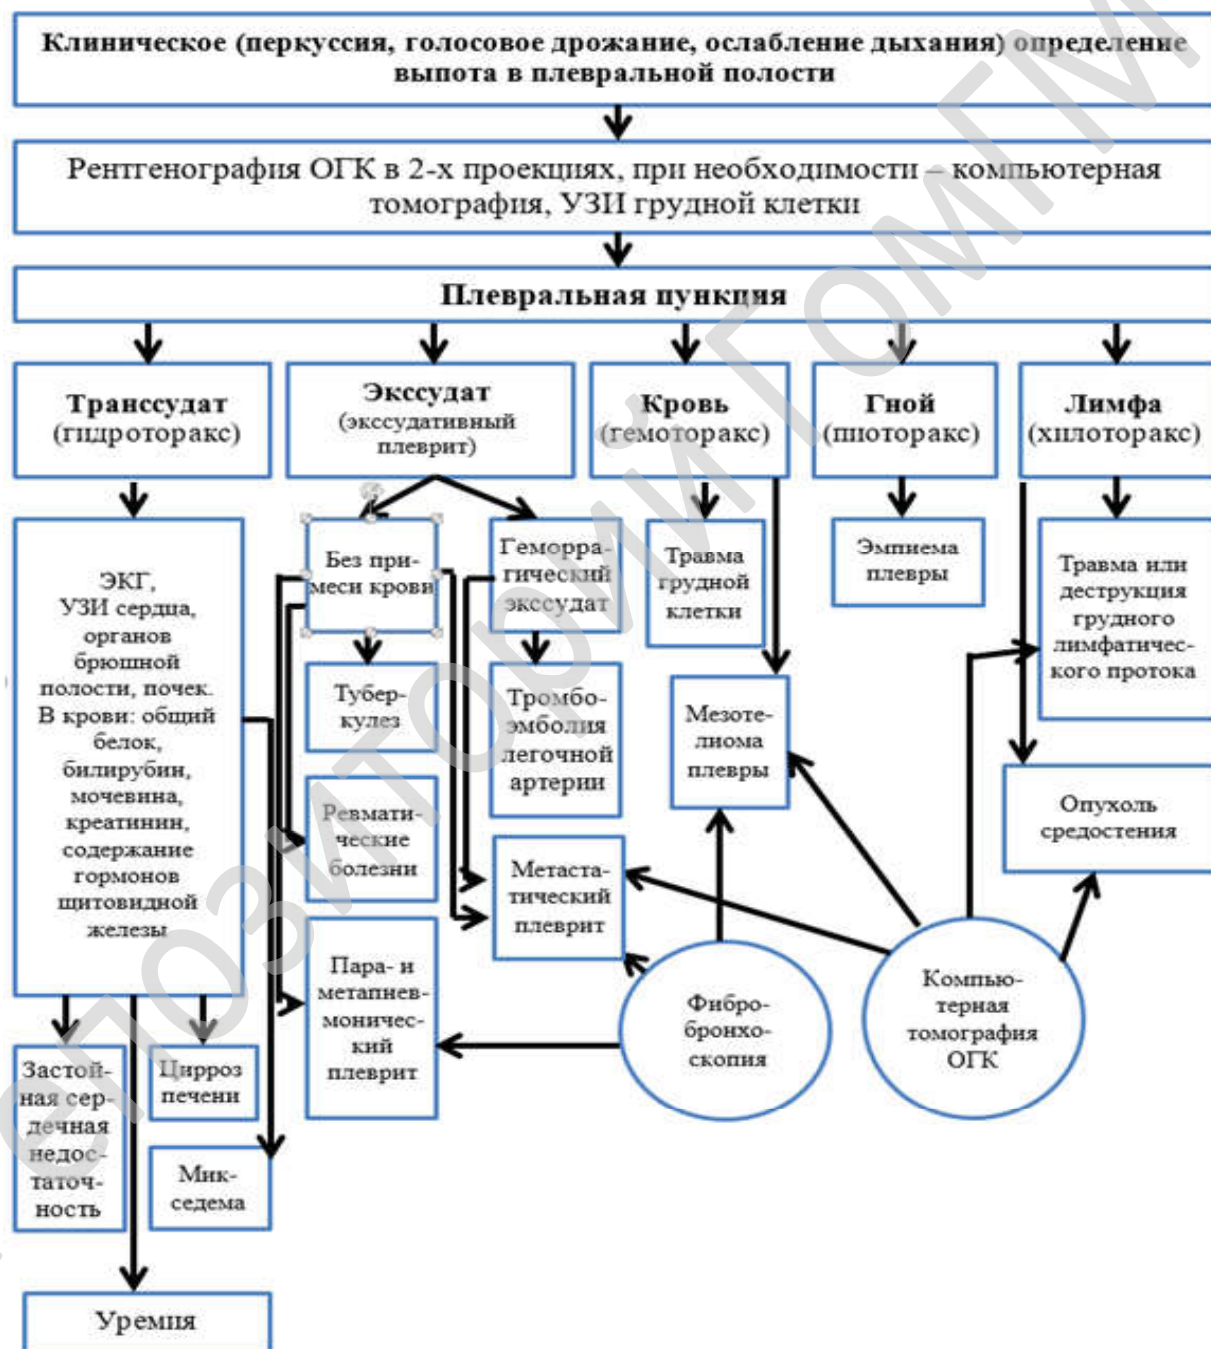 Клиническое (перкуссия, голосовое дрожание, ослабление дыхания) определение
выпота в плевральной полости
Рентгенография ОГК в 2-х проекциях, при необходимости – компьютерная
томография, УЗИ грудной клетки
Плевральная пункция
Транссудат
(гидроторакс)
Экссудат
(экссудативный
плеврит)
Кровь
(гемоторакс)
Гной
(пиоторакс)
Лимфа
(хилоторакс)
ЭКГ,
УЗИ сердца,
органов
брюшной
полости, почек.
В крови: общий
белок,
билирубин,
мочевина,
креатинин,
содержание
гормонов
щитовидной
железы
Без при-
меси крови
Геморра-
гический
экссудат
Травма
грудной
клетки
Эмпиема
плевры
Травма или
деструкция
грудного
лимфатичес-
кого протока
Тубер-
кулез
Тромбо-
эмболия
легочной
артерии
Мезоте-
лиома
плевры
Опухоль
средостения
Ревмати-
ческие
болезни
Метаста-
тический
плеврит
Пара- и
метапнев-
моничес-
кий
плеврит
Фибро-
бронхо-
скопия
Компью-
терная
томография
ОГК
Застой-
ная сер-
дечная
недос-
таточ-
ность
Цирроз
печени
Мик-
седема
Уремия
епозиторий ГомГМ